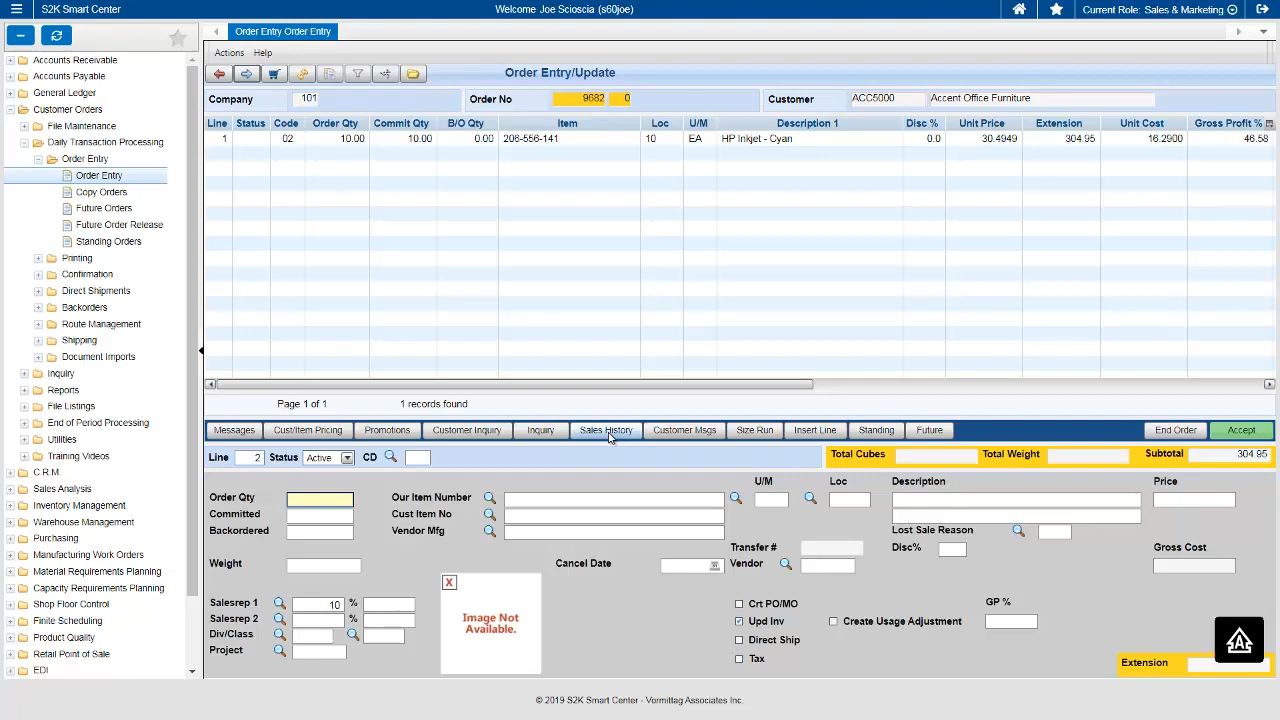 S2K Smart Center
Welcome Joe Scioscia (s60joe)
Current Role: Sales & Marketing
Order Entry Order Entry
Accounts Receivable
Accounts Payable
General Ledger
Customer Orders
File Maintenance
Daily Transaction Processing
Order Entry
Order Entry
Copy Orders
Future Orders
Future Order Release
Standing Orders
Printing
Confirmation
Direct Shipments
Backorders
Route Management
Shipping
Document Imports
Inquiry
Reports
File Listings
End of Period Processing
Utilities
Training Videos
C.R.M.
Sales Analysis
Inventory Management
Warehouse Management
Purchasing
Manufacturing Work Orders
Material Requirements Planning
Capacity Requirements Planning
Shop Floor Control
Finite Scheduling
Product Quality
Retail Point of Sale
EDI
Actions Help
Order Entry/Update
Company 101 Order No 9682 0 Customer ACC5000 Accent Office Furniture
Line Status Code Order Qty Commit Qty B/O Qty Item Loc U/M Description 1 Disc % Unit Price Extension Unit Cost Gross Profit %
1 02 10.00 10.00 0.00 206-556-141 10 EA HP Inkjet - Cyan 0.0 30.4949 304.95 16.2900 46.58
Page 1 of 1 1 records found
Messages Cust/Item Pricing Promotions Customer Inquiry Inquiry Sales History Customer Msgs Size Run Insert Line Standing Future End Order Accept
Line 2 Status Active CD Total Cubes Total Weight Subtotal 304.95
U/M Loc Description Price
Order Qty Our Item Number
Committed Cust Item No
Backordered Vendor Mfg Lost Sale Reason
Transfer # Disc% Gross Cost
Weight Cancel Date Vendor
Salesrep 1 10 % Crt PO/MO GP %
Salesrep 2 % Upd Inv Create Usage Adjustment
Div/Class Direct Ship
Project Tax
X
Image Not
Available.
Extension
A
© 2019 S2K Smart Center - Vormittag Associates Inc.